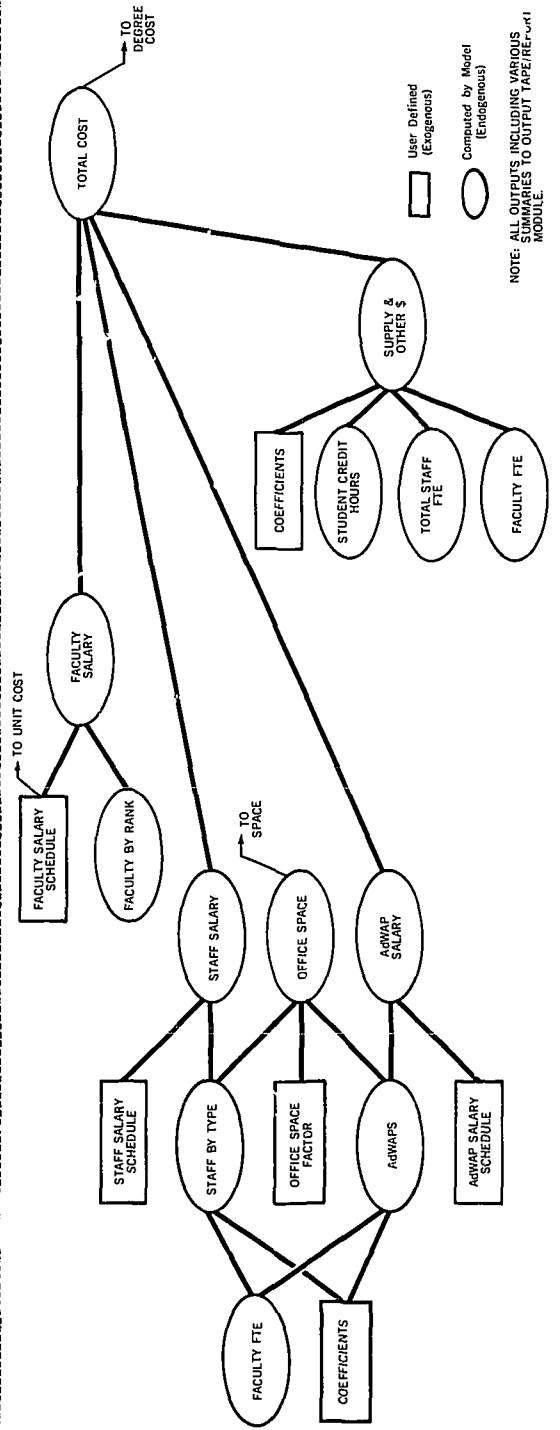 FACULTY FTE
COEFFICIENTS
STAFF SALARY
SCHEDULE
STAFF BY TYPE
OFFICE SPACE
FACTOR
AdWAPS
AdWAP SALARY
SCHEDULE
STAFF SALARY
OFFICE SPACE
TO
SPACE
AdWAP
SALARY
FACULTY SALARY
SCHEDULE
TO UNIT COST
FACULTY BY RANK
FACULTY
SALARY
COEFFICIENTS
STUDENT CREDIT
HOURS
TOTAL STAFF
FTE
FACULTY FTE
SUPPLY &
OTHER $
TOTAL COST
TO
DEGREE
COST
User Defined
(Exogenous)
Computed by Model
(Endogenous)
NOTE: ALL OUTPUTS INCLUDING VARIOUS
SUMMARIES TO OUTPUT TAPE/REPORT
MODULE.